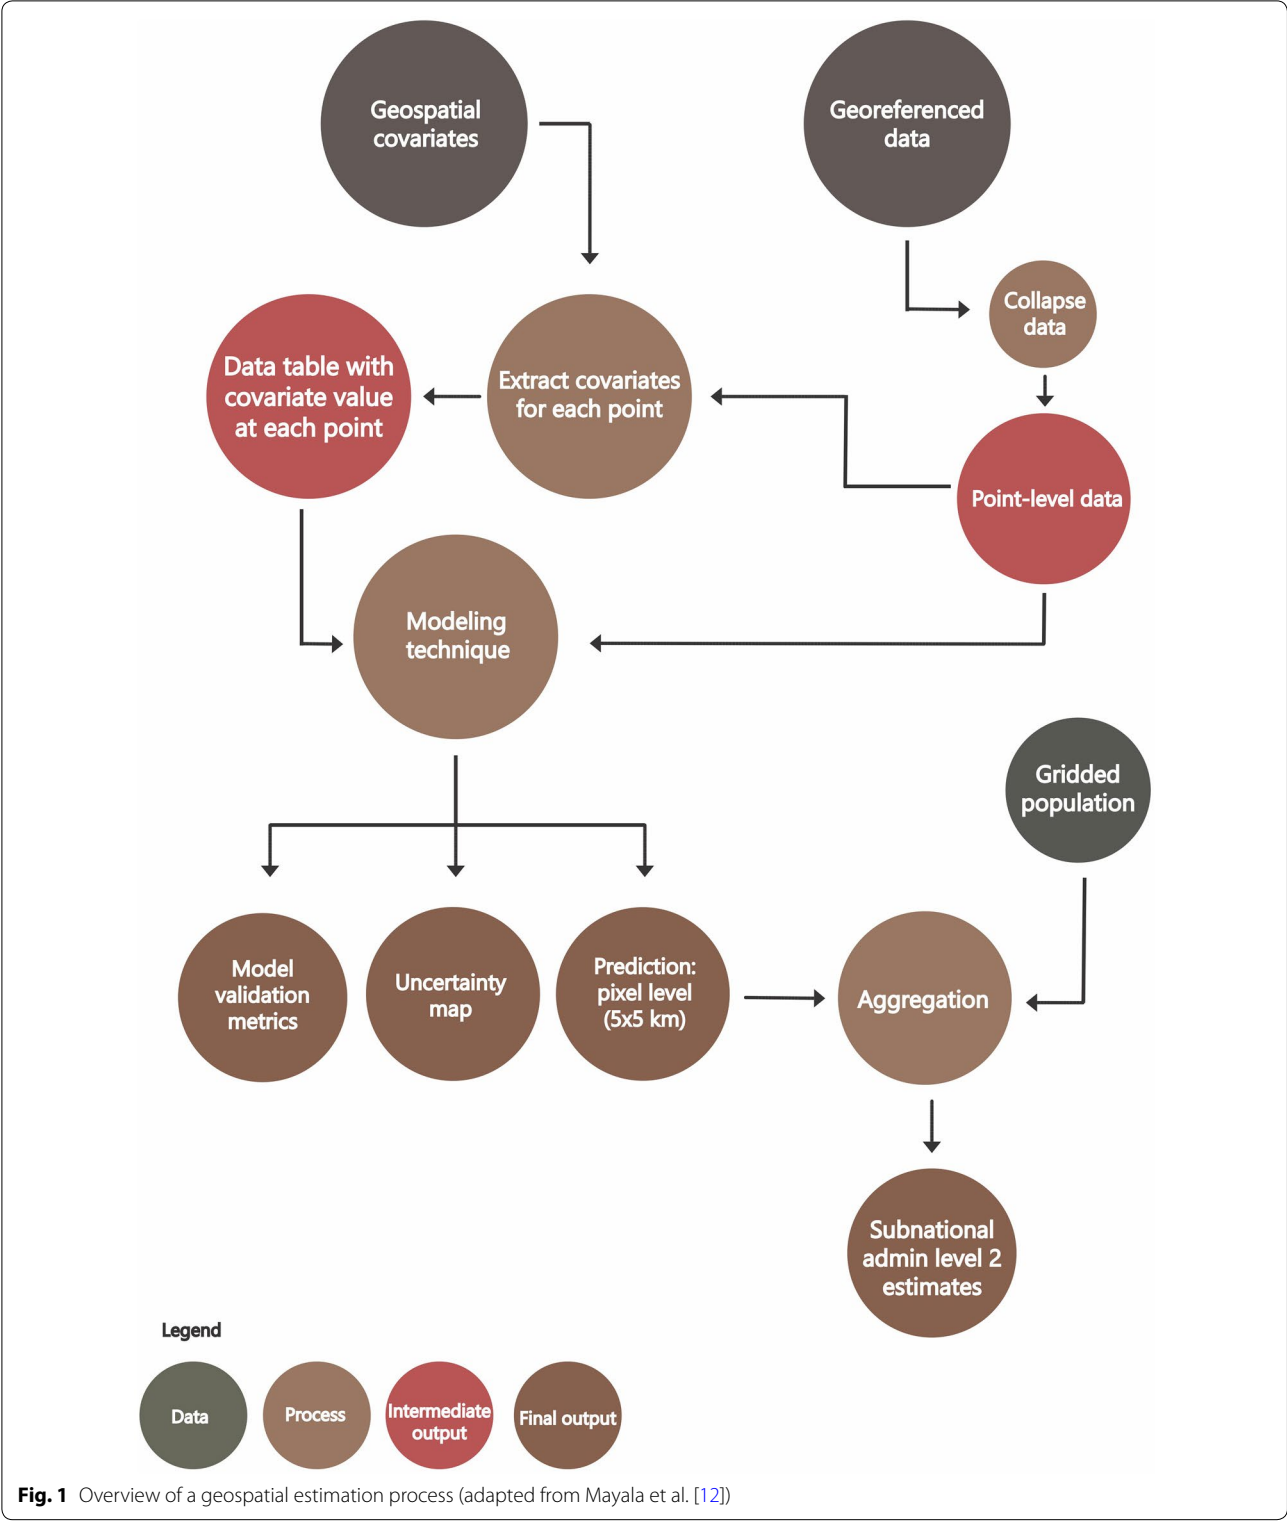 Geospatial
covariates
Georeferenced
data
Collapse
data
Data table with
covariate value
at each point
Extract covariates
for each point
Point-level data
Modeling
technique
Gridded
population
Model
validation
metrics
Uncertainty
map
Prediction:
pixel level
(5x5 km)
Aggregation
Subnational
admin level 2
estimates
Legend
Data
Process
Intermediate
output
Final output
Fig. 1 Overview of a geospatial estimation process (adapted from Mayala et al. [12])